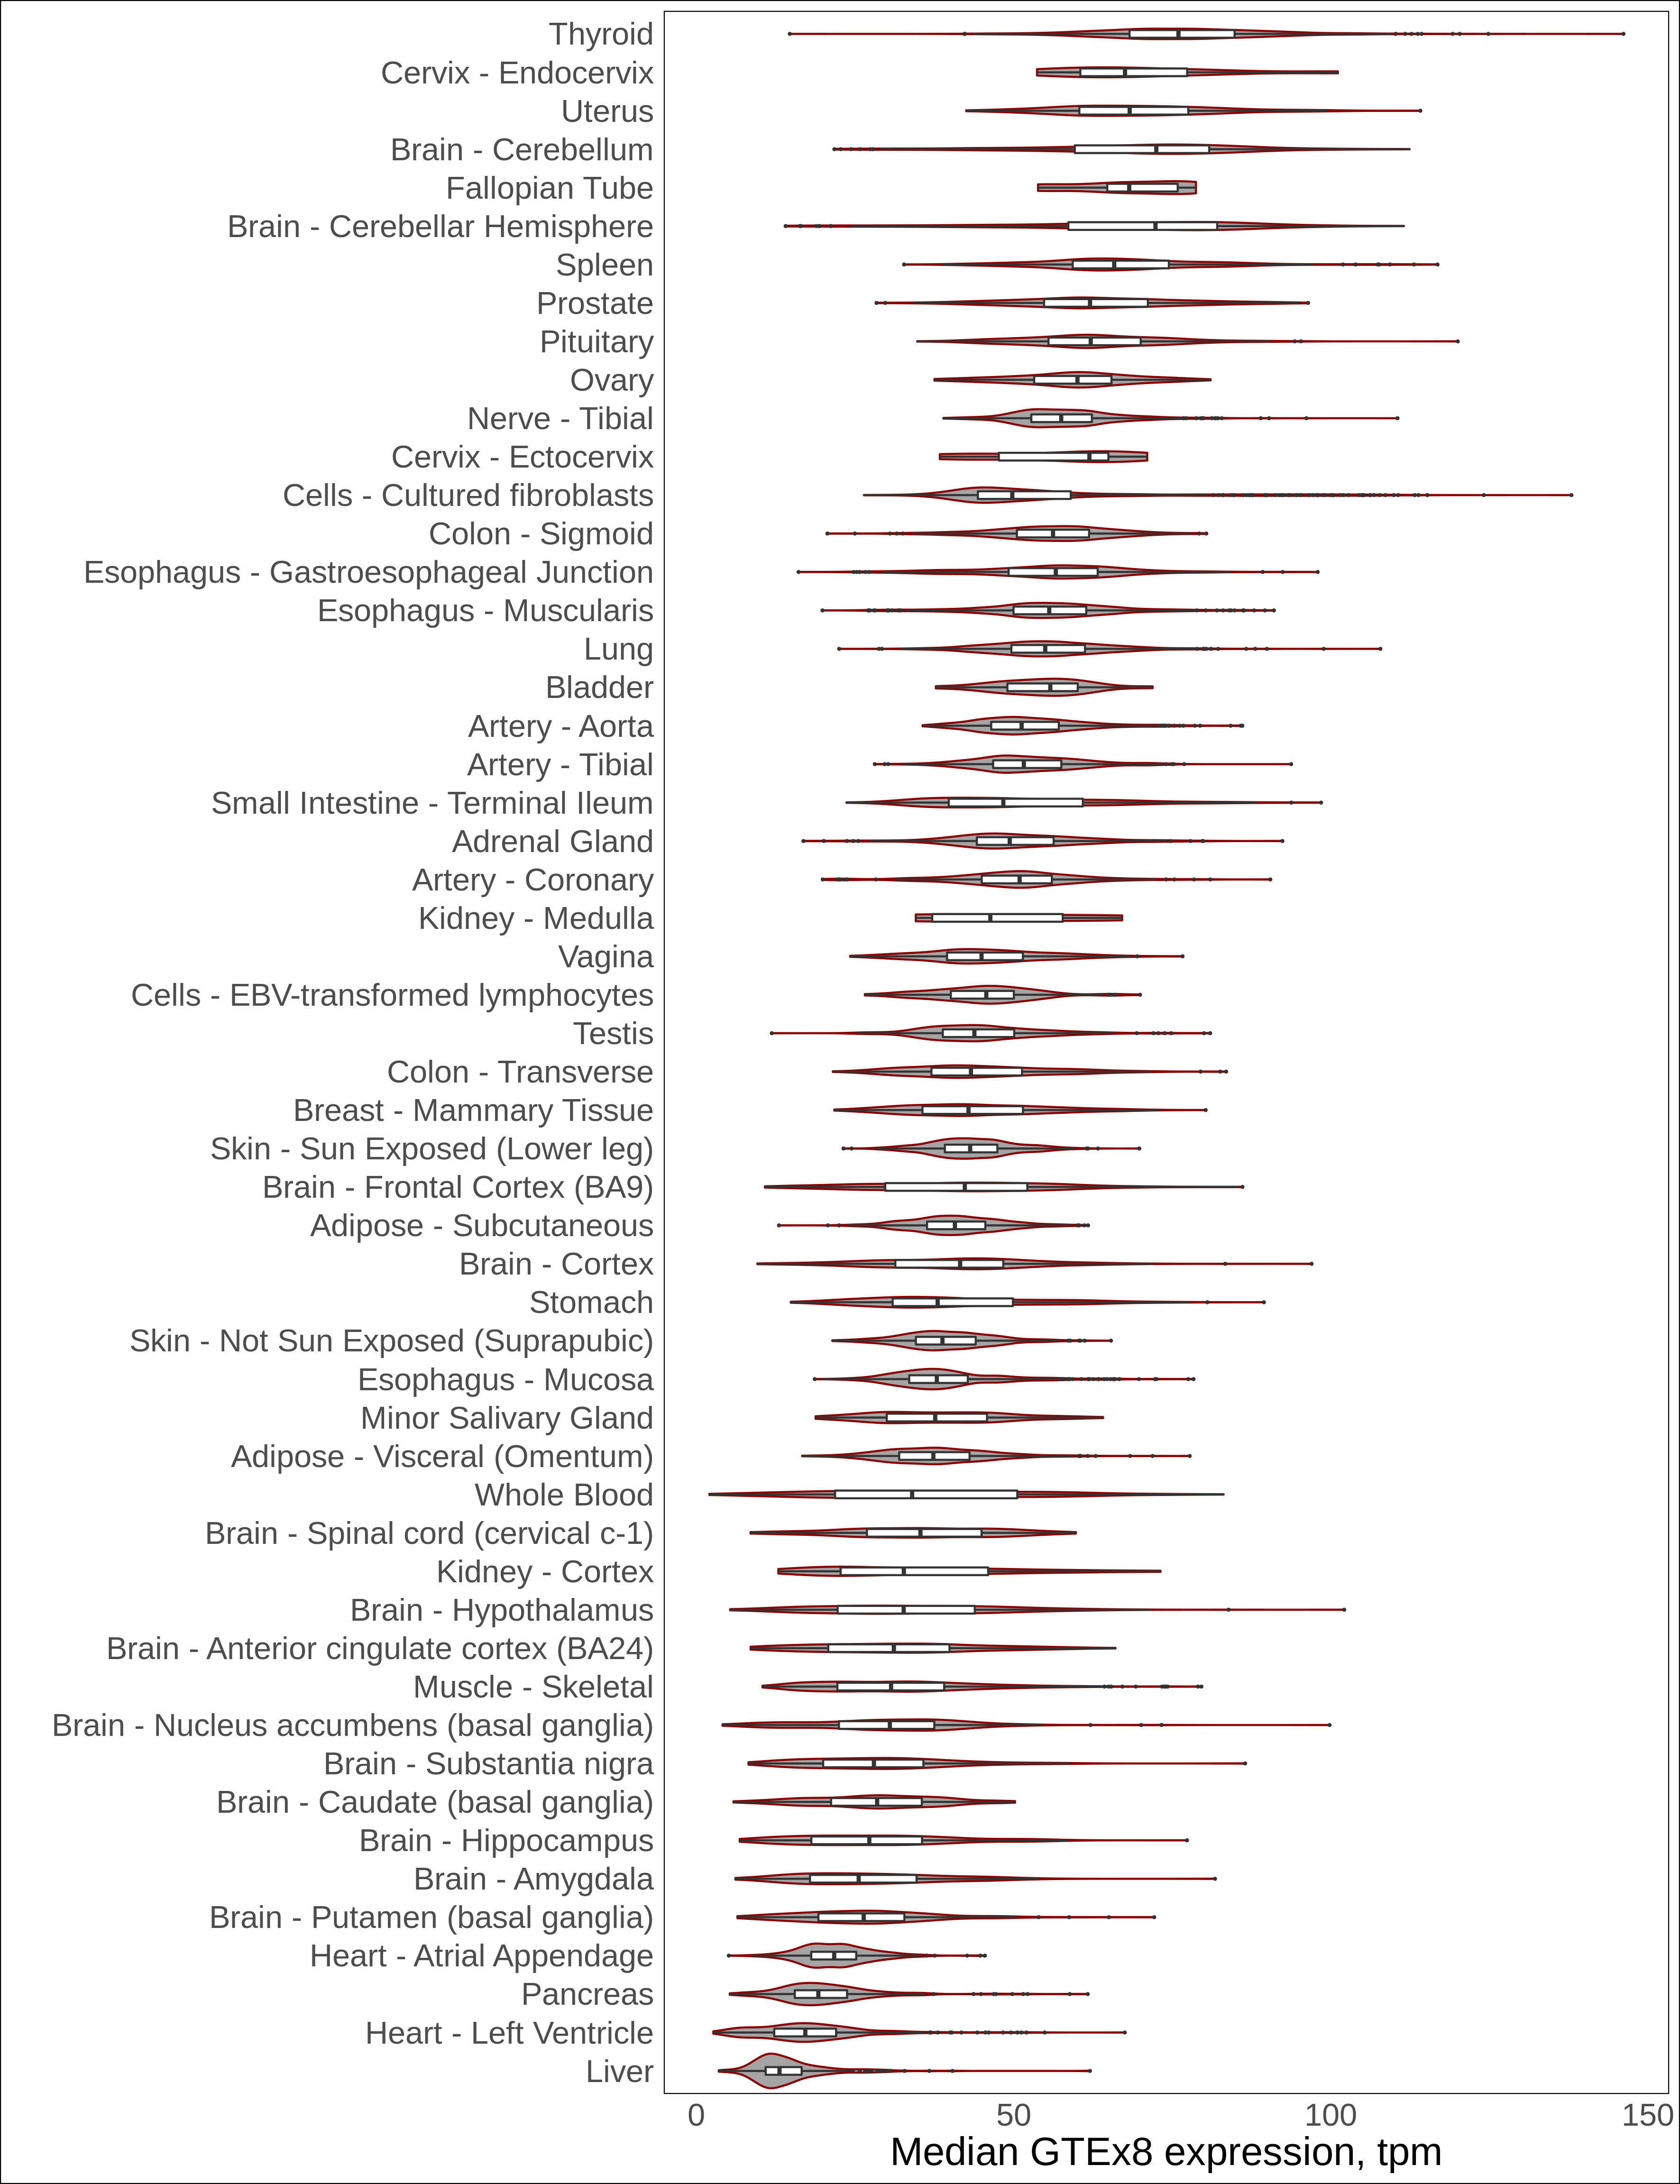 Thyroid
Cervix - Endocervix
Uterus
Brain - Cerebellum
Fallopian Tube
Brain - Cerebellar Hemisphere
Spleen
Prostate
Pituitary
Ovary
Nerve - Tibial
Cervix - Ectocervix
Cells - Cultured fibroblasts
Colon - Sigmoid
Esophagus - Gastroesophageal Junction
Esophagus - Muscularis
Lung
Bladder
Artery - Aorta
Artery - Tibial
Small Intestine - Terminal Ileum
Adrenal Gland
Artery - Coronary
Kidney - Medulla
Vagina
Cells - EBV-transformed lymphocytes
Testis
Colon - Transverse
Breast - Mammary Tissue
Skin - Sun Exposed (Lower leg)
Brain - Frontal Cortex (BA9)
Adipose - Subcutaneous
Brain - Cortex
Stomach
Skin - Not Sun Exposed (Suprapubic)
Esophagus - Mucosa
Minor Salivary Gland
Adipose - Visceral (Omentum)
Whole Blood
Brain - Spinal cord (cervical c-1)
Kidney - Cortex
Brain - Hypothalamus
Brain - Anterior cingulate cortex (BA24)
Muscle - Skeletal
Brain - Nucleus accumbens (basal ganglia)
Brain - Substantia nigra
Brain - Caudate (basal ganglia)
Brain - Hippocampus
Brain - Amygdala
Brain - Putamen (basal ganglia)
Heart - Atrial Appendage
Pancreas
Heart - Left Ventricle
Liver
0 50 100 150
Median GTEx8 expression, tpm